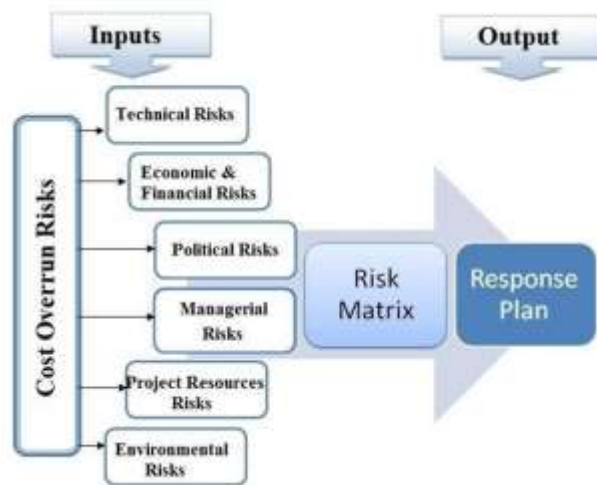 Inputs
Output
Cost Overrun Risks
Technical Risks
Economic &
Financial Risks
Political Risks
Managerial
Risks
Project Resources
Risks
Environmental
Risks
Risk
Matrix
Response
Plan